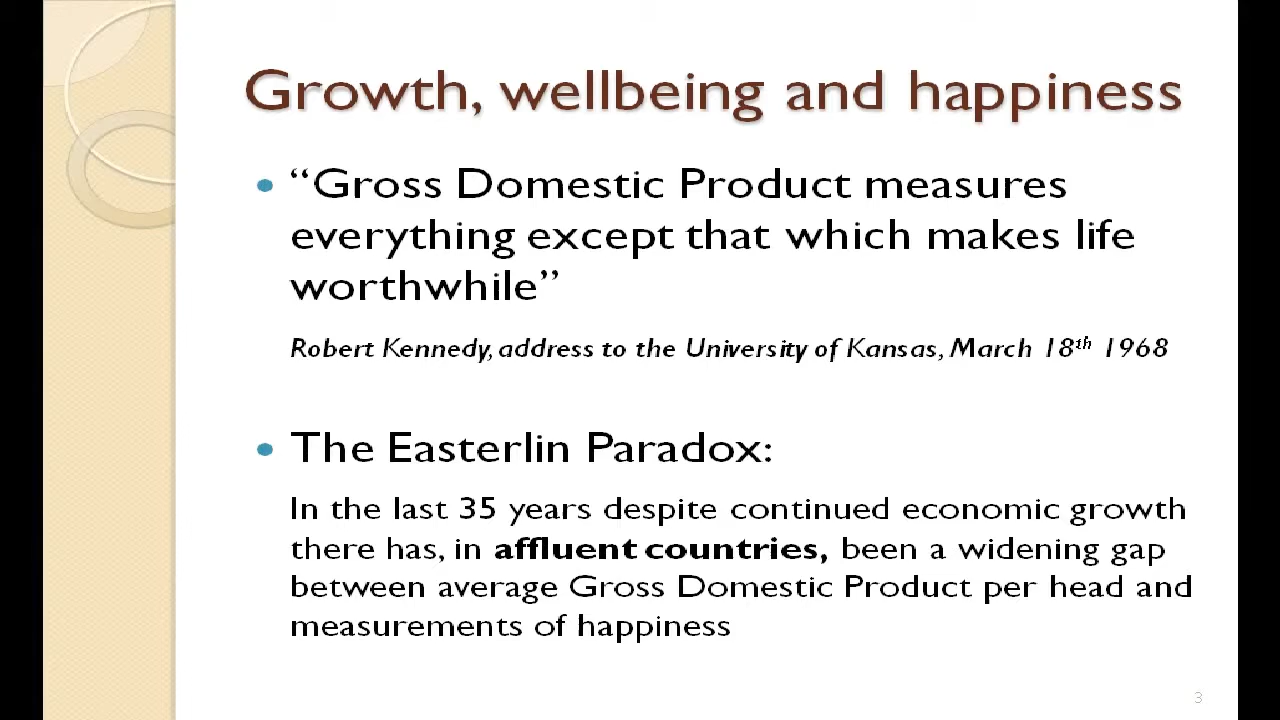 Growth, wellbeing and happiness
• “Gross Domestic Product measures
everything except that which makes life
worthwhile”
Robert Kennedy, address to the University of Kansas, March 18th 1968
• The Easterlin Paradox:
In the last 35 years despite continued economic growth
there has, in affluent countries, been a widening gap
between average Gross Domestic Product per head and
measurements of happiness
3